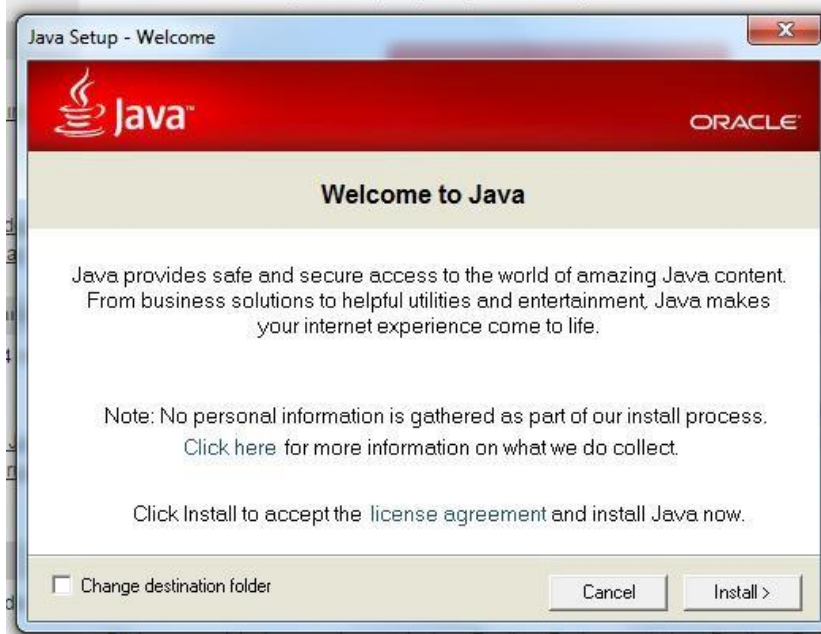 Java Setup - Welcome
Java™
ORACLE®
Welcome to Java
Java provides safe and secure access to the world of amazing Java content.
From business solutions to helpful utilities and entertainment, Java makes
your internet experience come to life.
Note: No personal information is gathered as part of our install process.
Click here for more information on what we do collect.
Click Install to accept the license agreement and install Java now.
Change destination folder
Cancel
Install >